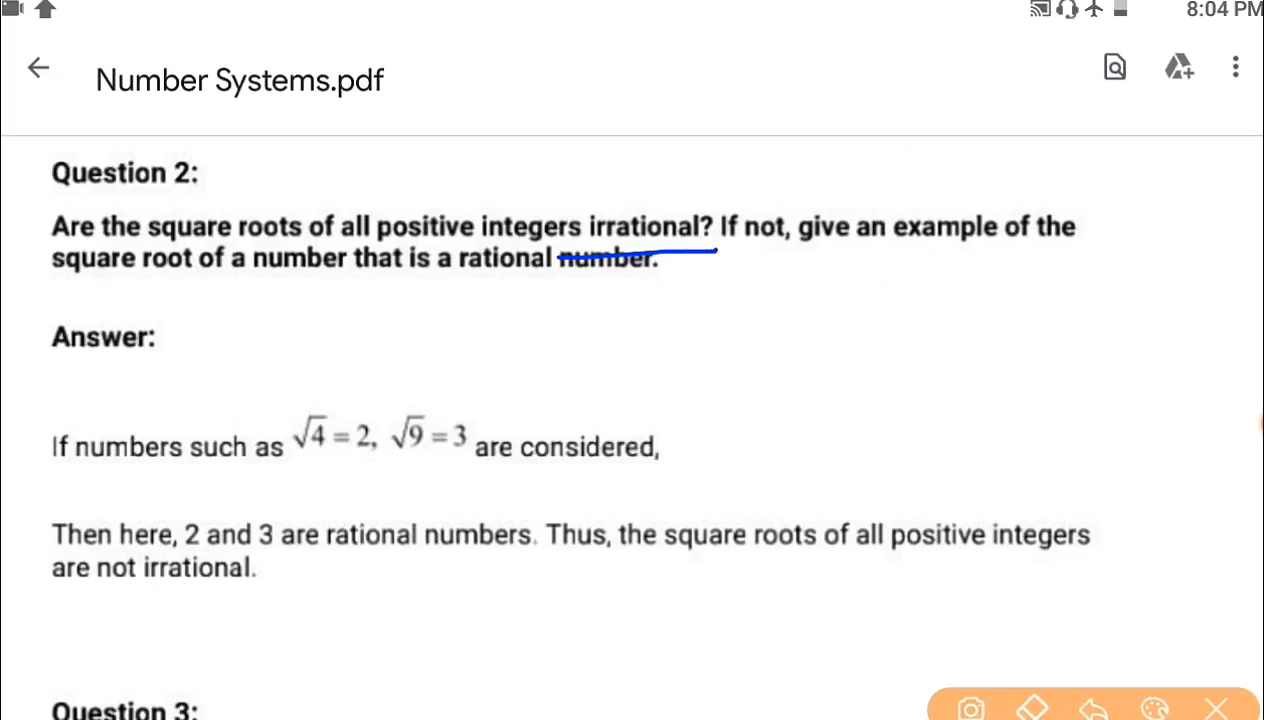 8:04 PM
Number Systems.pdf
Question 2:
Are the square roots of all positive integers irrational? If not, give an example of the
square root of a number that is a rational number.
Answer:
If numbers such as √4 = 2, √9 = 3 are considered,
Then here, 2 and 3 are rational numbers. Thus, the square roots of all positive integers
are not irrational.
Question 3: